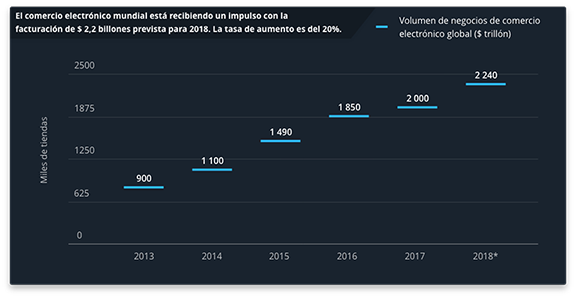 El comercio electrónico mundial está recibiendo un impulso con la
facturación de $ 2,2 billones prevista para 2018. La tasa de aumento es del 20%.
Volumen de negocios de comercio
electrónico global ($ trillón)
2500
2 240
2 000
1875
1 850
1 490
Miles de tiendas
1250
1 100
900
625
0
2013 2014 2015 2016 2017 2018*